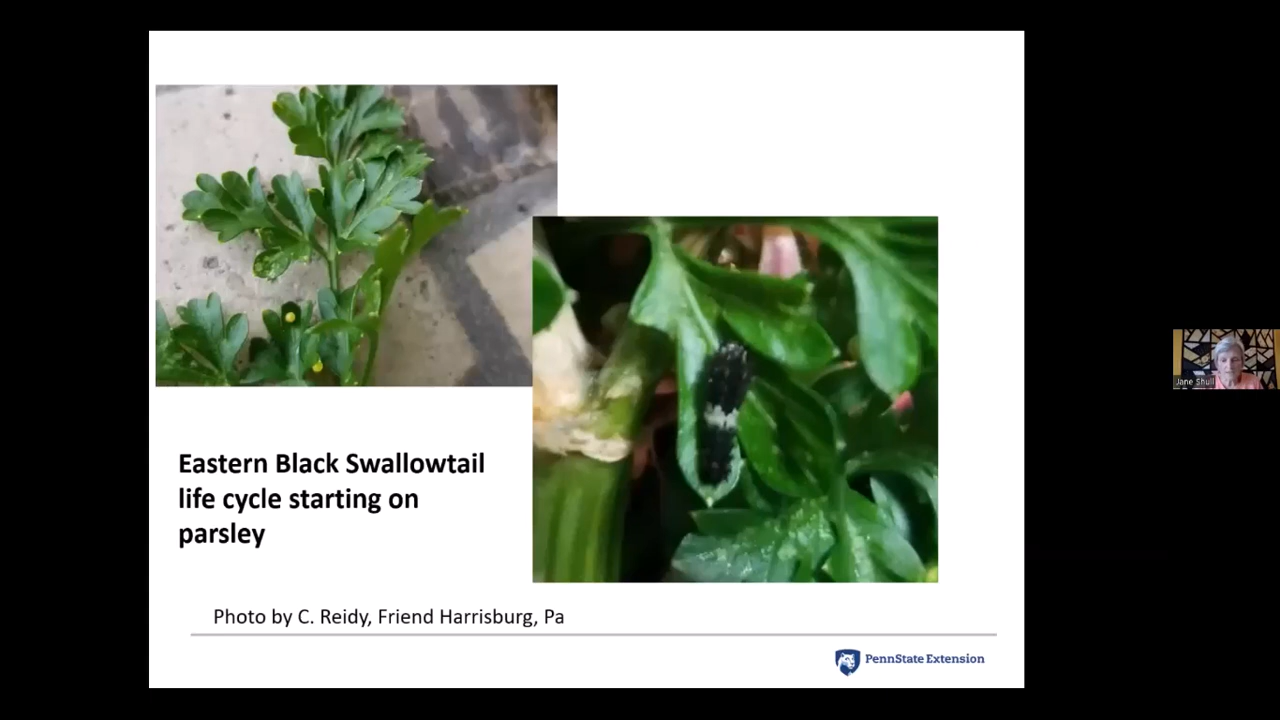 Eastern Black Swallowtail
life cycle starting on
parsley
Photo by C. Reidy, Friend Harrisburg, Pa
PennState Extension
Jane Shull